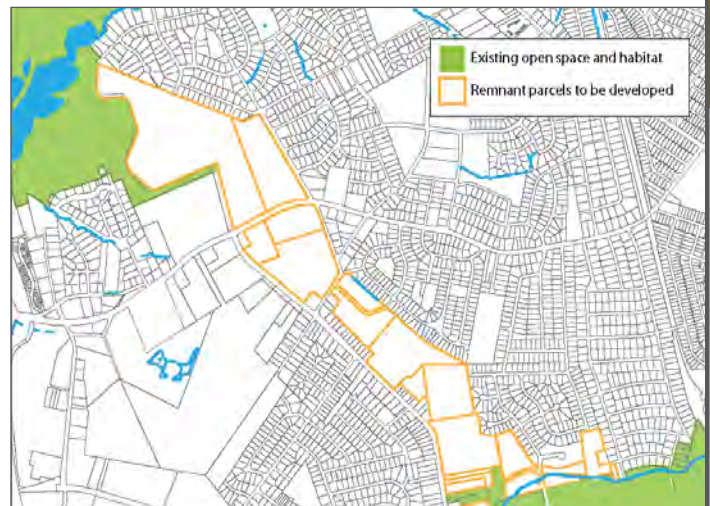 Existing open space and habitat
Remnant parcels to be developed